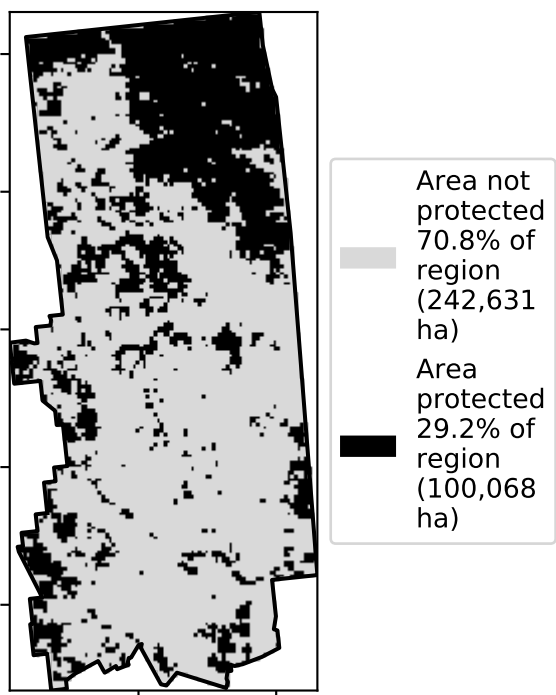 Area not
protected
70.8% of
region
(242,631
ha)
Area
protected
29.2% of
region
(100,068
ha)